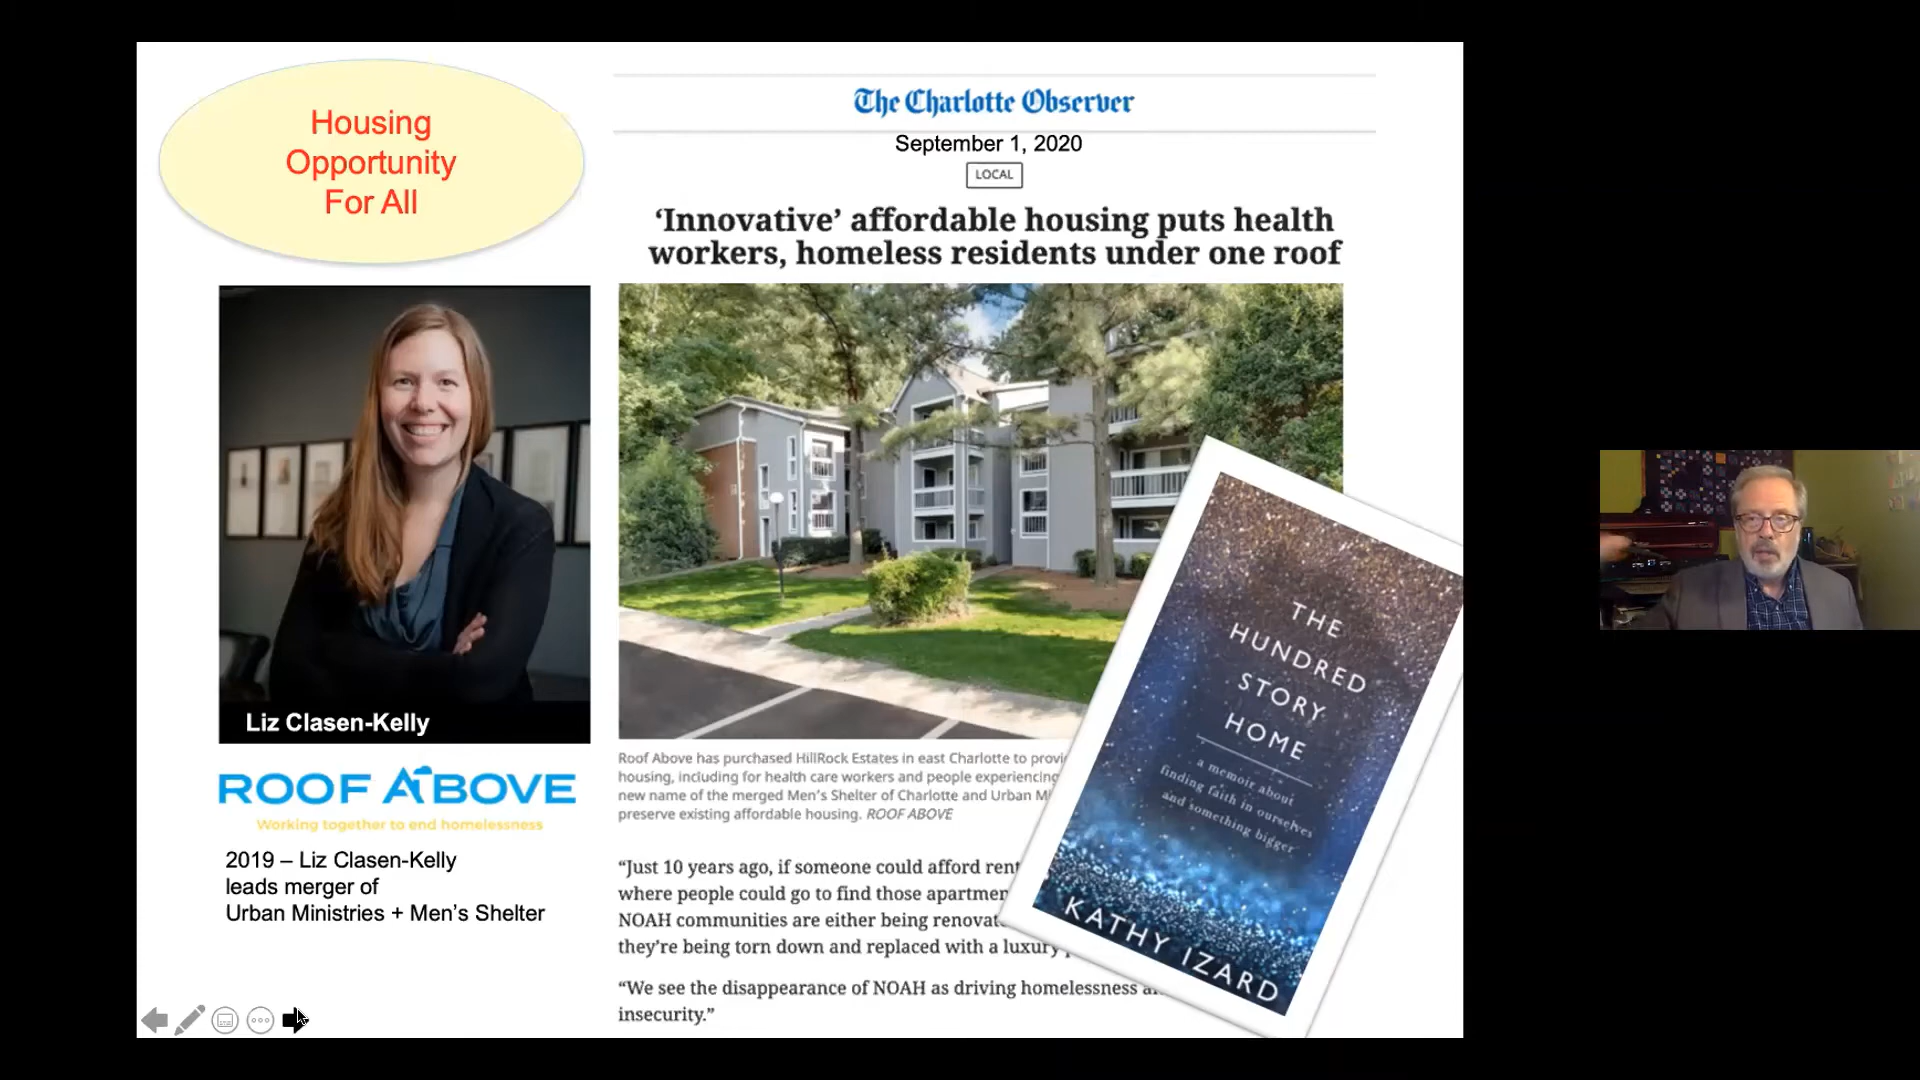 Housing
Opportunity
For All
Liz Clasen-Kelly
ROOF ABOVE
Working together to end homelessness
2019 – Liz Clasen-Kelly
leads merger of
Urban Ministries + Men's Shelter
The Charlotte Observer
September 1, 2020
LOCAL
‘Innovative’ affordable housing puts health
workers, homeless residents under one roof
Roof Above has purchased HillRock Estates in east Charlotte to
housing, including for health care workers and people experiencing
new name of the merged Men's Shelter of Charlotte and Urban
preserve existing affordable housing. ROOF ABOVE
“Just 10 years ago, if someone could afford rent
where people could go to find those
NOAH communities are either being
they're being torn down and replaced with a luxury
“We see the disappearance of NOAH as driving homelessness
insecurity.”
THE
HUNDRED
STORY
HOME
a memoir about
finding faith in ourselves
and something bigger
KATHY IZARD